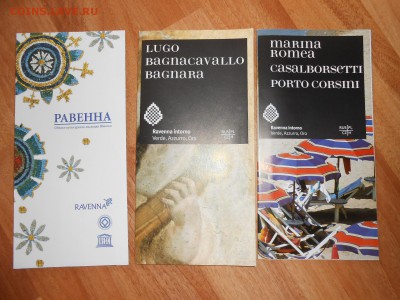 COINS.SU/RU
РАВЕННА
RAVENNA
LUGO
BAGNACAVALLO
BAGNARA
Ravenna Intorno
Verde, Azzurro, Oro
MARINA
ROMEA
CASALBORSETTI
PORTO CORSINI
Ravenna Intorno
Verde, Azzurro, Oro